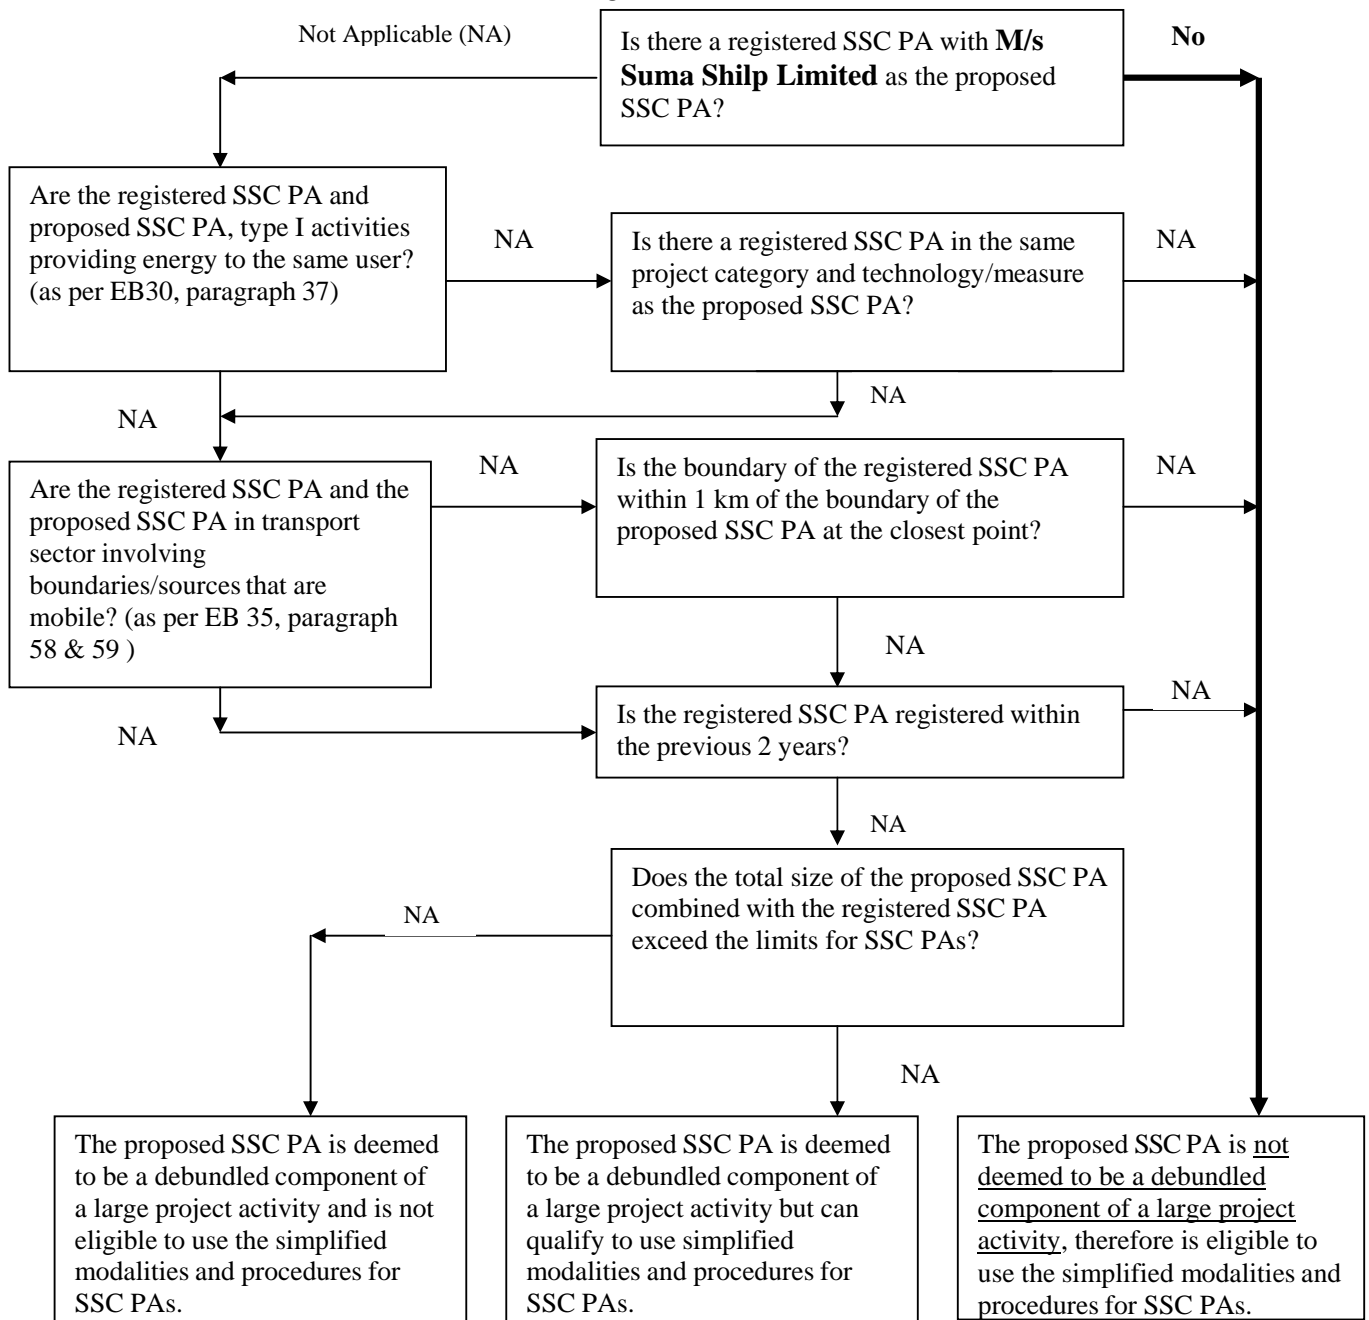 Not Applicable (NA)
Is there a registered SSC PA with M/s
Suma Shilp Limited as the proposed
SSC PA?
No
Are the registered SSC PA and
proposed SSC PA, type I activities
providing energy to the same user?
(as per EB30, paragraph 37)
NA
Is there a registered SSC PA in the same
project category and technology/measure
as the proposed SSC PA?
NA
NA
NA
Are the registered SSC PA and the
proposed SSC PA in transport
sector involving
boundaries/sources that are
mobile? (as per EB 35, paragraph
58 & 59 )
NA
Is the boundary of the registered SSC PA
within 1 km of the boundary of the
proposed SSC PA at the closest point?
NA
NA
NA
Is the registered SSC PA registered within
the previous 2 years?
NA
NA
Does the total size of the proposed SSC PA
combined with the registered SSC PA
exceed the limits for SSC PAs?
NA
NA
The proposed SSC PA is deemed
to be a debundled component of
a large project activity and is not
eligible to use the simplified
modalities and procedures for
SSC PAs.
The proposed SSC PA is deemed
to be a debundled component of
a large project activity but can
qualify to use simplified
modalities and procedures for
SSC PAs.
The proposed SSC PA is not
deemed to be a debundled
component of a large project
activity, therefore is eligible to
use the simplified modalities and
procedures for SSC PAs.